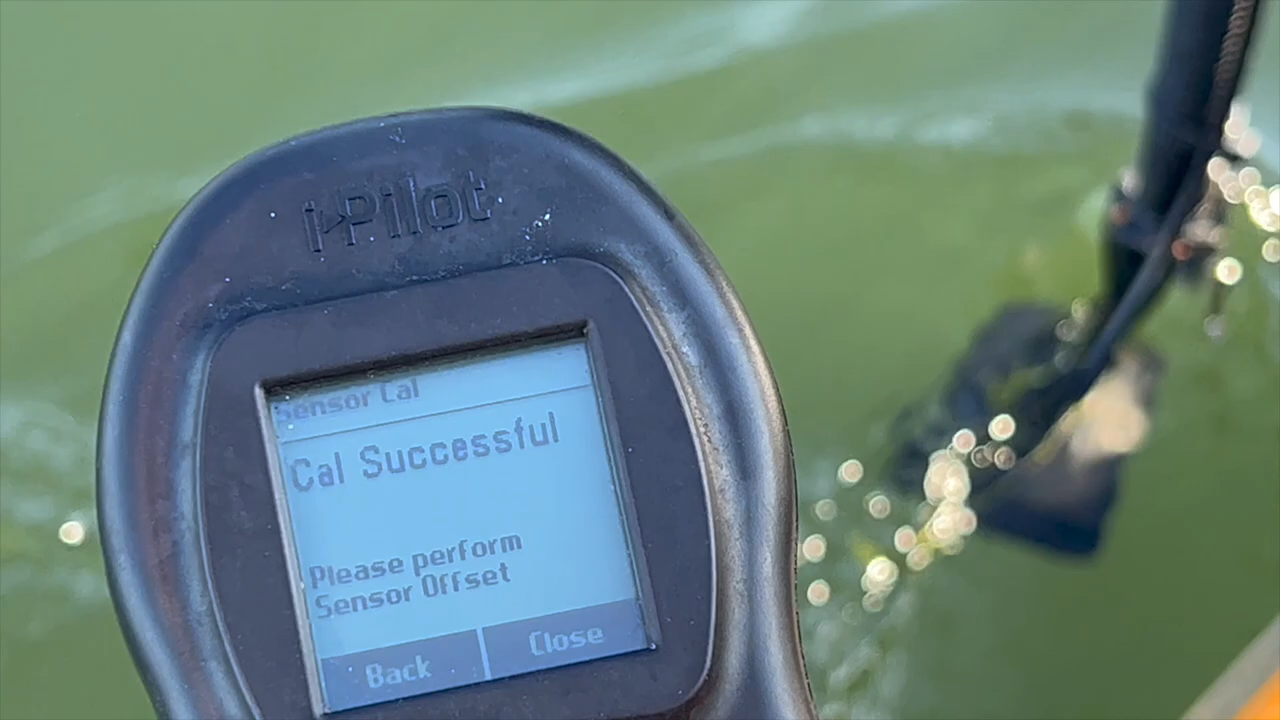 i-Pilot
Sensor Cal
Cal Successful
Please perform
Sensor Offset
Back
Close